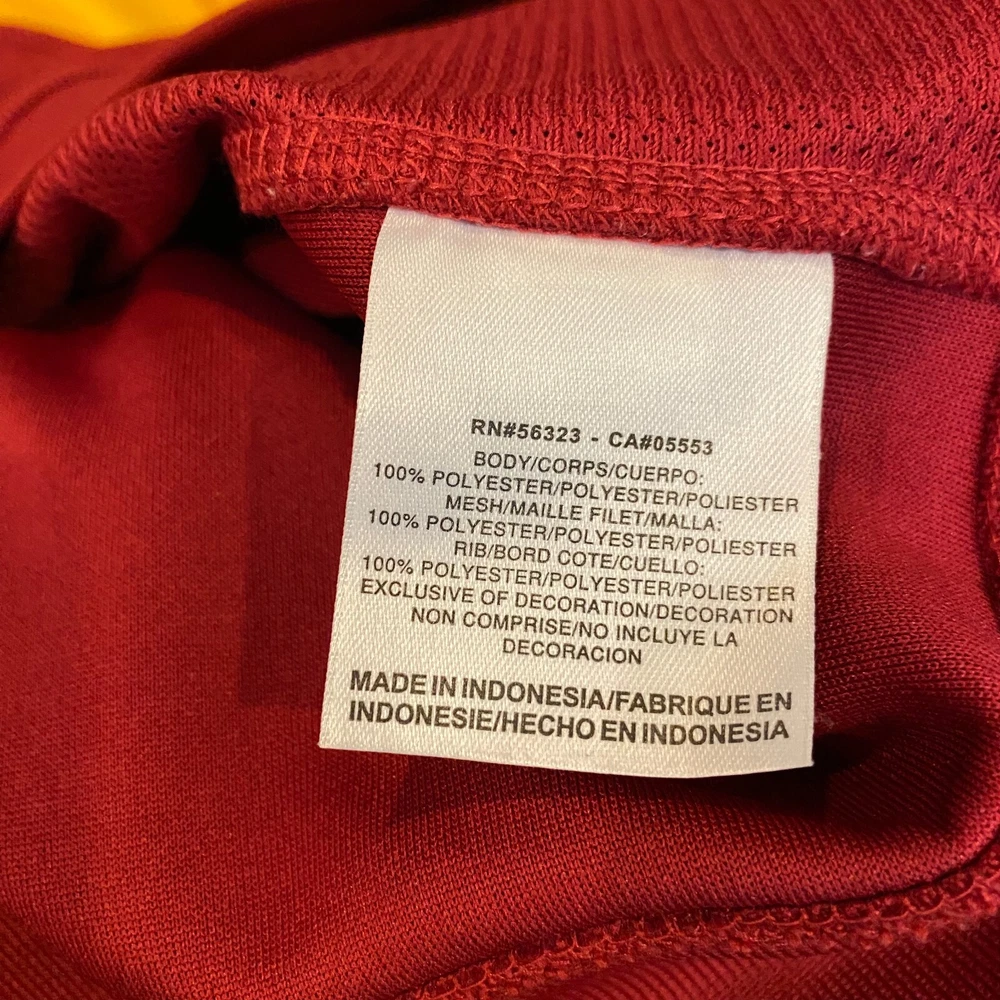 RN#56323 - CA#05553
BODY/CORPS/CUERPO:
100% POLYESTER/POLYESTER/POLIESTER
MESH/MAILLE FILET/MALLA:
100% POLYESTER/POLYESTER/POLIESTER
RIB/BORD COTE/CUELLO:
100% POLYESTER/POLYESTER/POLIESTER
EXCLUSIVE OF DECORATION/DECORATION
NON COMPRISE/NO INCLUYE LA
DECORACION
MADE IN INDONESIA/FABRIQUE EN
INDONESIE/HECHO EN INDONESIA